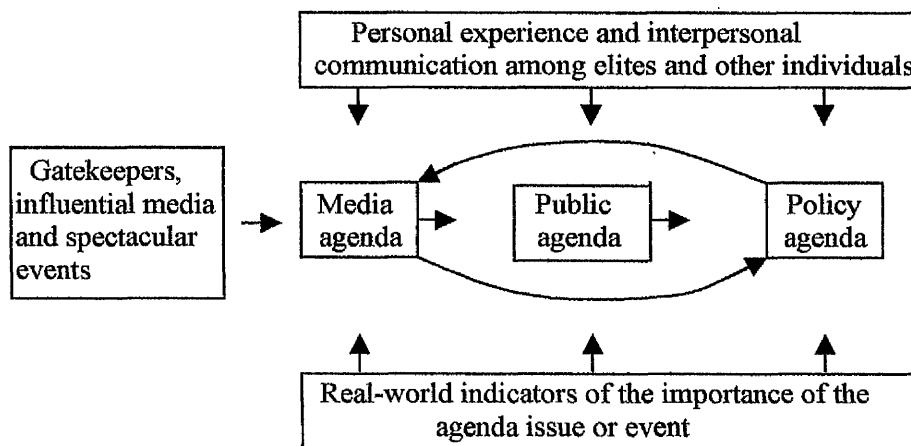 Personal experience and interpersonal
communication among elites and other individuals
Gatekeepers,
influential media
and spectacular
events
Media
agenda
Public
agenda
Policy
agenda
Real-world indicators of the importance of the
agenda issue or event